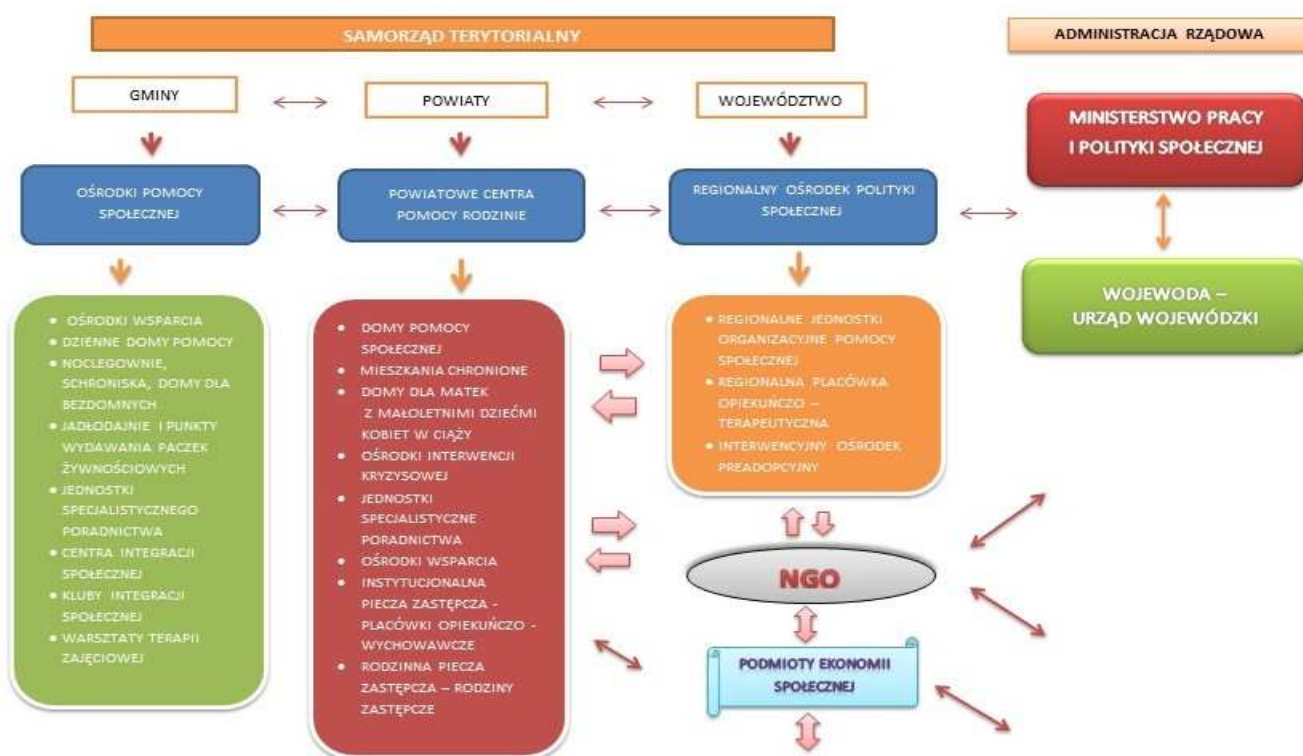 SAMORZĄD TERYTORIALNY
ADMINISTRACJA RZĄDOWA
GMINY
POWIATY
WOJEWÓDZTWO
MINISTERSTWO PRACY
I POLITYKI SPOŁECZNEJ
OŚRODKI POMOCY
SPOŁECZNEJ
POWIATOWE CENTRA
POMOCY RODZINIE
REGIONALNY OŚRODEK POLITYKI
SPOŁECZNEJ
WOJEWODA –
URZĄD WOJEWÓDZKI
• OŚRODKI WSPARCIA
• DZIENNE DOMY POMOCY
• NOCLEGOWNIE,
SCHRONISKA, DOMY DLA
BEZDOMNYCH
• JADŁODAJNIE I PUNKTY
WYDAWANIA PACZEK
ŻYWNOŚCIOWYCH
• JEDNOSTKI
SPECJALISTYCZNEGO
PORADNICTWA
• CENTRA INTEGRACJI
SPOŁECZNEJ
• KLUBY INTEGRACJI
SPOŁECZNEJ
• WARSZTATY TERAPII
ZAJĘCIOWEJ
• DOMY POMOCY
SPOŁECZNEJ
• MIESZKANIA CHRONIONE
• DOMY DLA MATEK
Z MAŁOLETNIMI DZIEĆMI
KOBIET W CIĄŻY
• OŚRODKI INTERWENCJI
KRYZYSOWEJ
• JEDNOSTKI
SPECJALISTYCZNE
PORADNICTWA
• OŚRODKI WSPARCIA
• INSTYTUCJONALNA
PIECZA ZASTĘPCZA -
PLACÓWKI OPIEKUŃCZO -
WYCHOWAWCZE
• RODZINNA PIECZA
ZASTĘPCZA – RODZINY
ZASTĘPCZE
• REGIONALNE JEDNOSTKI
ORGANIZACYJNE POMOCY
SPOŁECZNEJ
• REGIONALNA PLACÓWKA
OPIEKUŃCZO –
TERAPEUTYCZNA
• INTERWENCYJNY OŚRODEK
PREADOPCYJNY
NGO
PODMIOTY EKONOMII
SPOŁECZNEJ